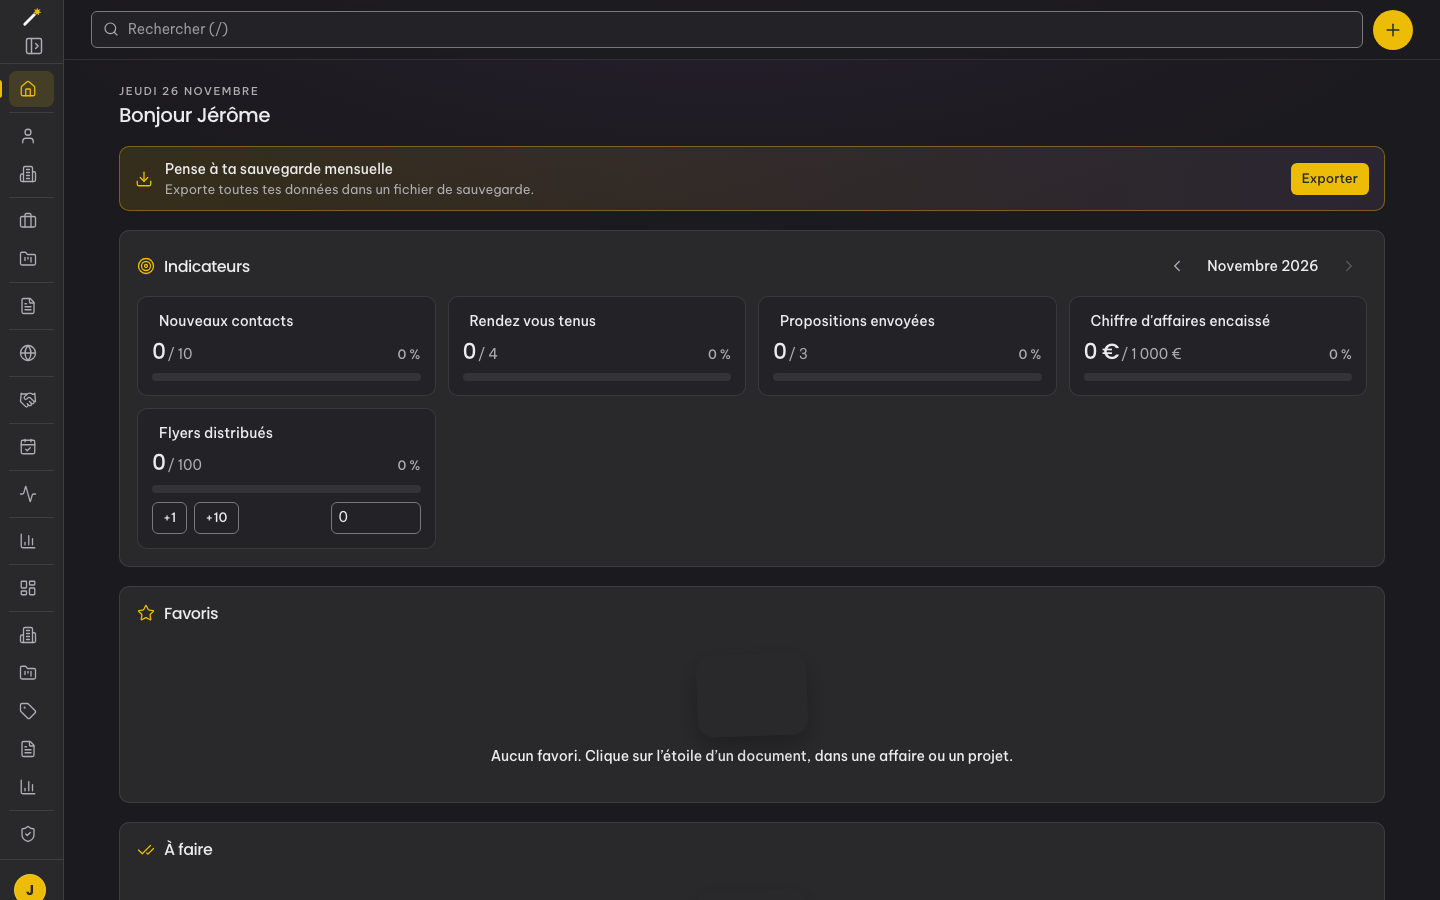 Rechercher (/)
JEUDI 26 NOVEMBRE
Bonjour Jérôme
Pense à ta sauvegarde mensuelle
Exporte toutes tes données dans un fichier de sauvegarde.
Exporter
Indicateurs
Novembre 2026
Nouveaux contacts
0 / 10
0 %
Rendez vous tenus
0 / 4
0 %
Propositions envoyées
0 / 3
0 %
Chiffre d'affaires encaissé
0 € / 1 000 €
0 %
Flyers distribués
0 / 100
0 %
+1
+10
0
Favoris
Aucun favori. Clique sur l’étoile d’un document, dans une affaire ou un projet.
À faire
J